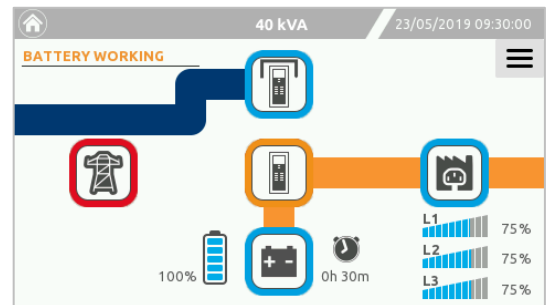 40 kVA
23/05/2019 09:30:00
BATTERY WORKING
L1
75%
L2
75%
100%
0h 30m
L3
75%